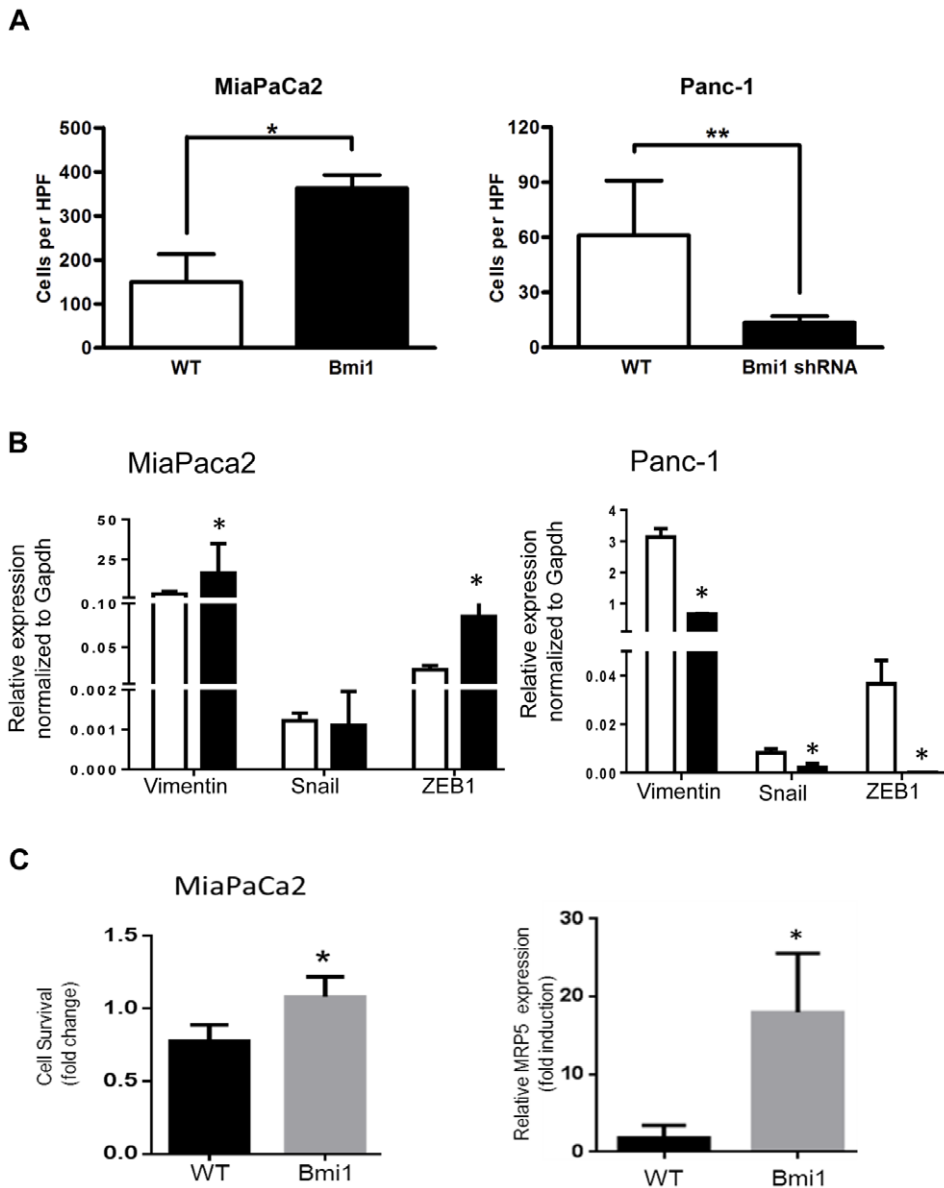 A
MiaPaCa2
Cells per HPF
500
400
300
200
100
0
*
WT
Bmi1
Panc-1
Cells per HPF
120
90
60
30
0
**
WT
Bmi1 shRNA
B
MiaPaca2
Relative expression
normalized to Gapdh
50
25
0.10
0.05
0.002
0.001
0.000
*
*
Vimentin
Snail
ZEB1
Panc-1
Relative expression
normalized to Gapdh
4
3
2
1
0.04
0.02
0.00
*
*
*
Vimentin
Snail
ZEB1
C
MiaPaCa2
Cell Survival
(fold change)
1.5
1.0
0.5
0.0
*
WT
Bmi1
Relative MRP5 expression
(fold induction)
30
20
10
0
*
WT
Bmi1